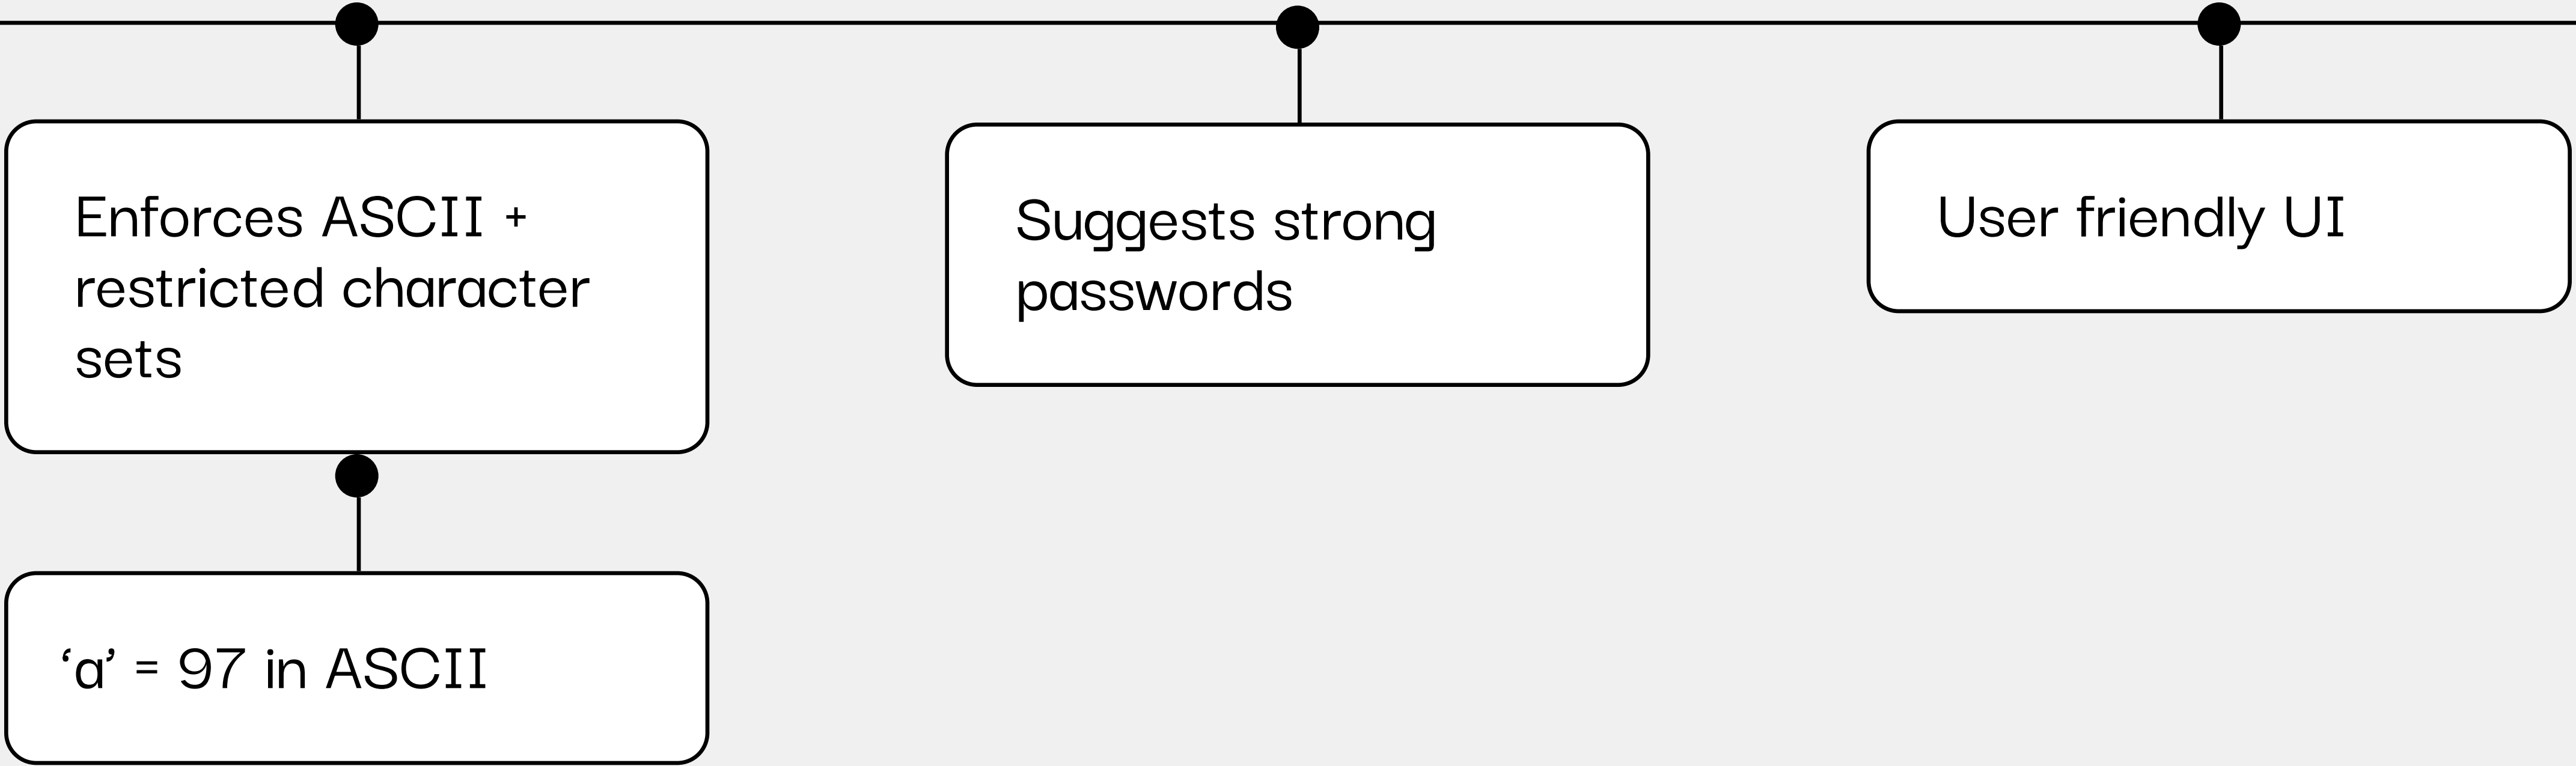 Enforces ASCII +
restricted character
sets
Suggests strong
passwords
User friendly UI
‘a’ = 97 in ASCII